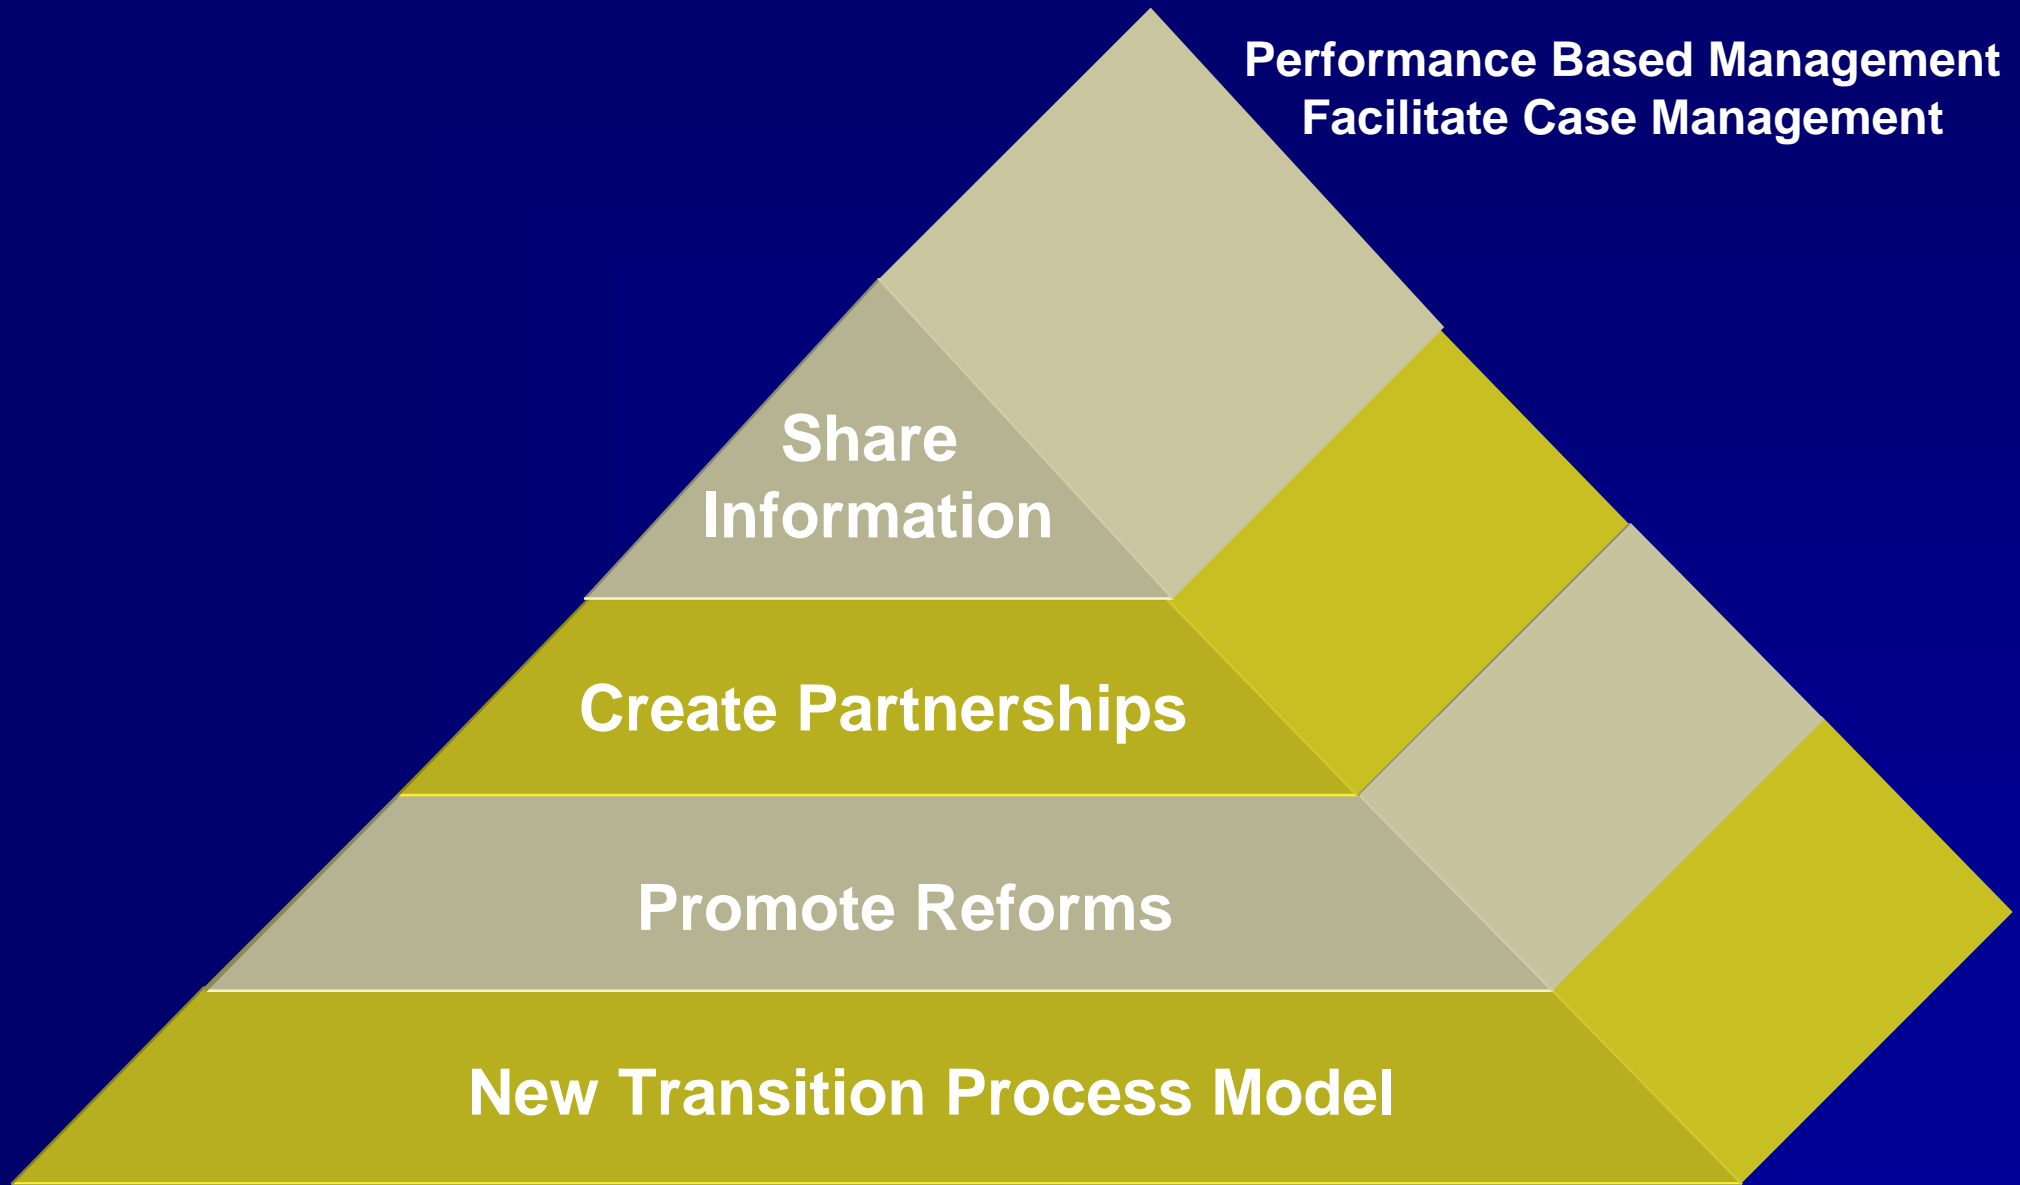 Performance Based Management
Facilitate Case Management
Share
Information
Create Partnerships
Promote Reforms
New Transition Process Model